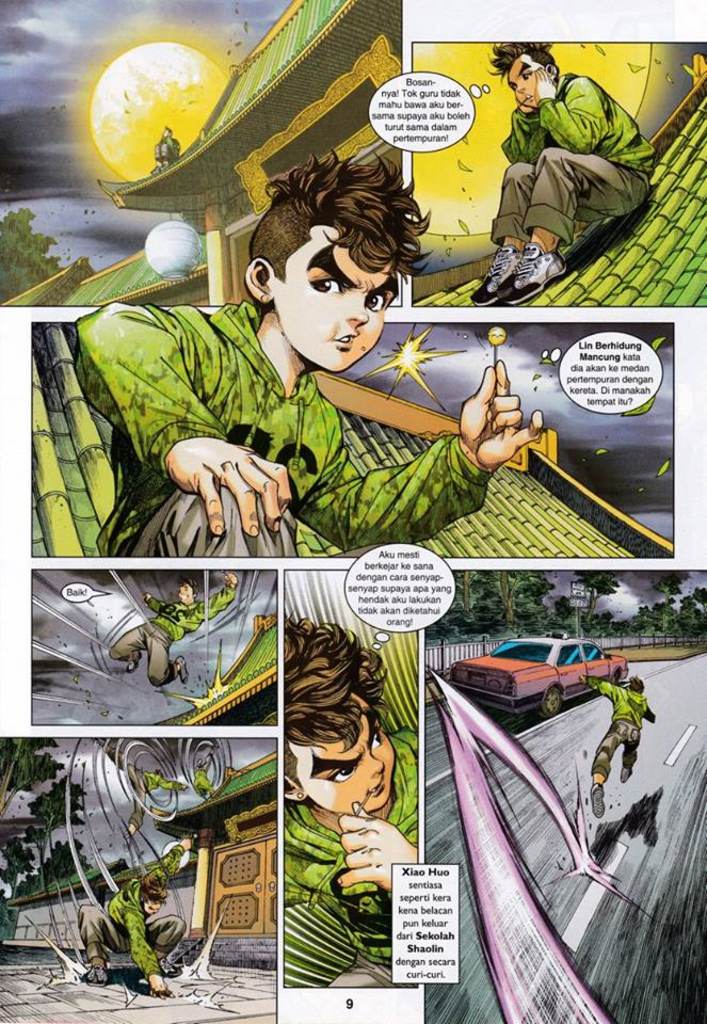 Bosan-
nya! Tok guru tidak
mahu bawa aku ber-
sama supaya aku boleh
turut sama dalam
pertempuran!
Lin Berhidung
Mancung kata
dia akan ke medan
pertempuran dengan
kereta. Di manakah
tempat itu?
Baik!
Aku mesti
berkejar ke sana
dengan cara senyap-
senyap supaya apa yang
hendak aku lakukan
tidak akan diketahui
orang!
Xiao Huo
sentiasa
seperti kera
kena belacan
pun keluar
dari Sekolah
Shaolin
dengan secara
curi-curi.
9